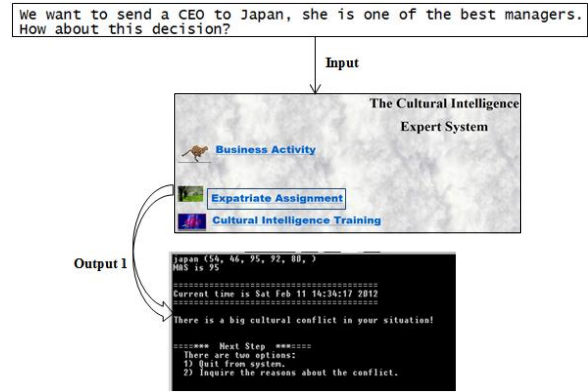 We want to send a CEO to Japan, she is one of the best managers.
How about this decision?
Input
The Cultural Intelligence
Expert System
Business Activity
Expatriate Assignment
Cultural Intelligence Training
Output 1
japan (54, 46, 95, 92, 80, )
MAS is 95
======================================
Current time is Sat Feb 11 14:34:17 2012
======================================
There is a big cultural conflict in your situation!
====*** Next Step ***====
There are two options:
1) Quit from system.
2) Inquire the reasons about the conflict.